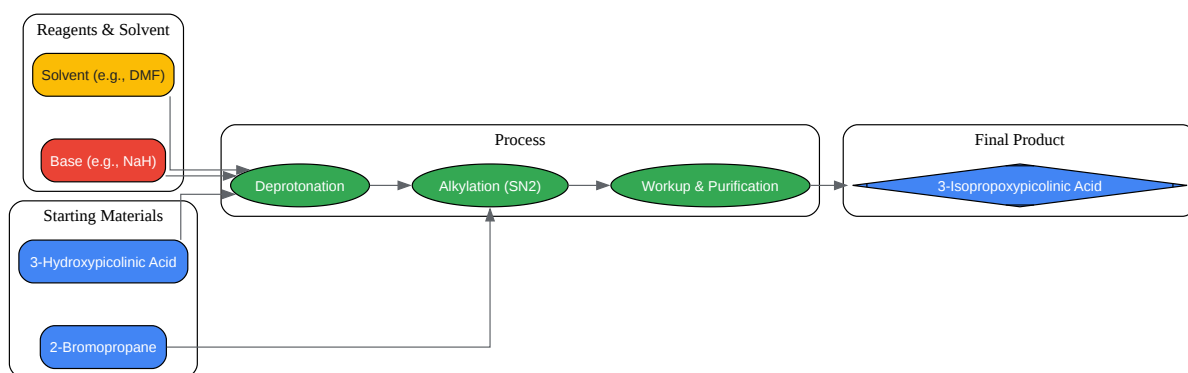 Reagents & Solvent
Solvent (e.g., DMF)
Base (e.g., NaH)
Starting Materials
3-Hydroxypicolinic Acid
2-Bromopropane
Process
Deprotonation
Alkylation (SN2)
Workup & Purification
Final Product
3-Isopropoxypicolinic Acid